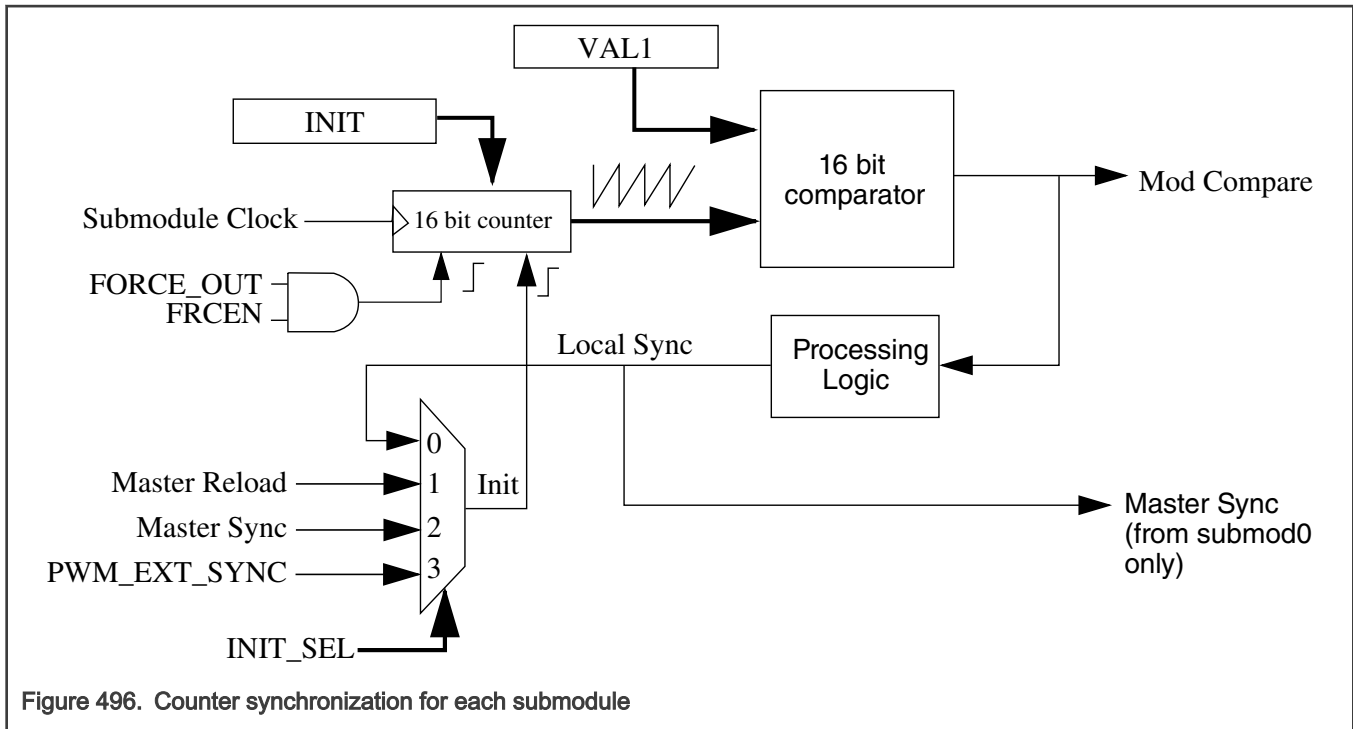 VAL1
INIT
16 bit
comparator
Mod Compare
Submodule Clock
16 bit counter
FORCE_OUT
FRCEN
Local Sync
Processing
Logic
0
Master Reload
1
Init
Master Sync
2
PWM_EXT_SYNC
3
Master Sync
(from submod0
only)
INIT_SEL
Figure 496. Counter synchronization for each submodule